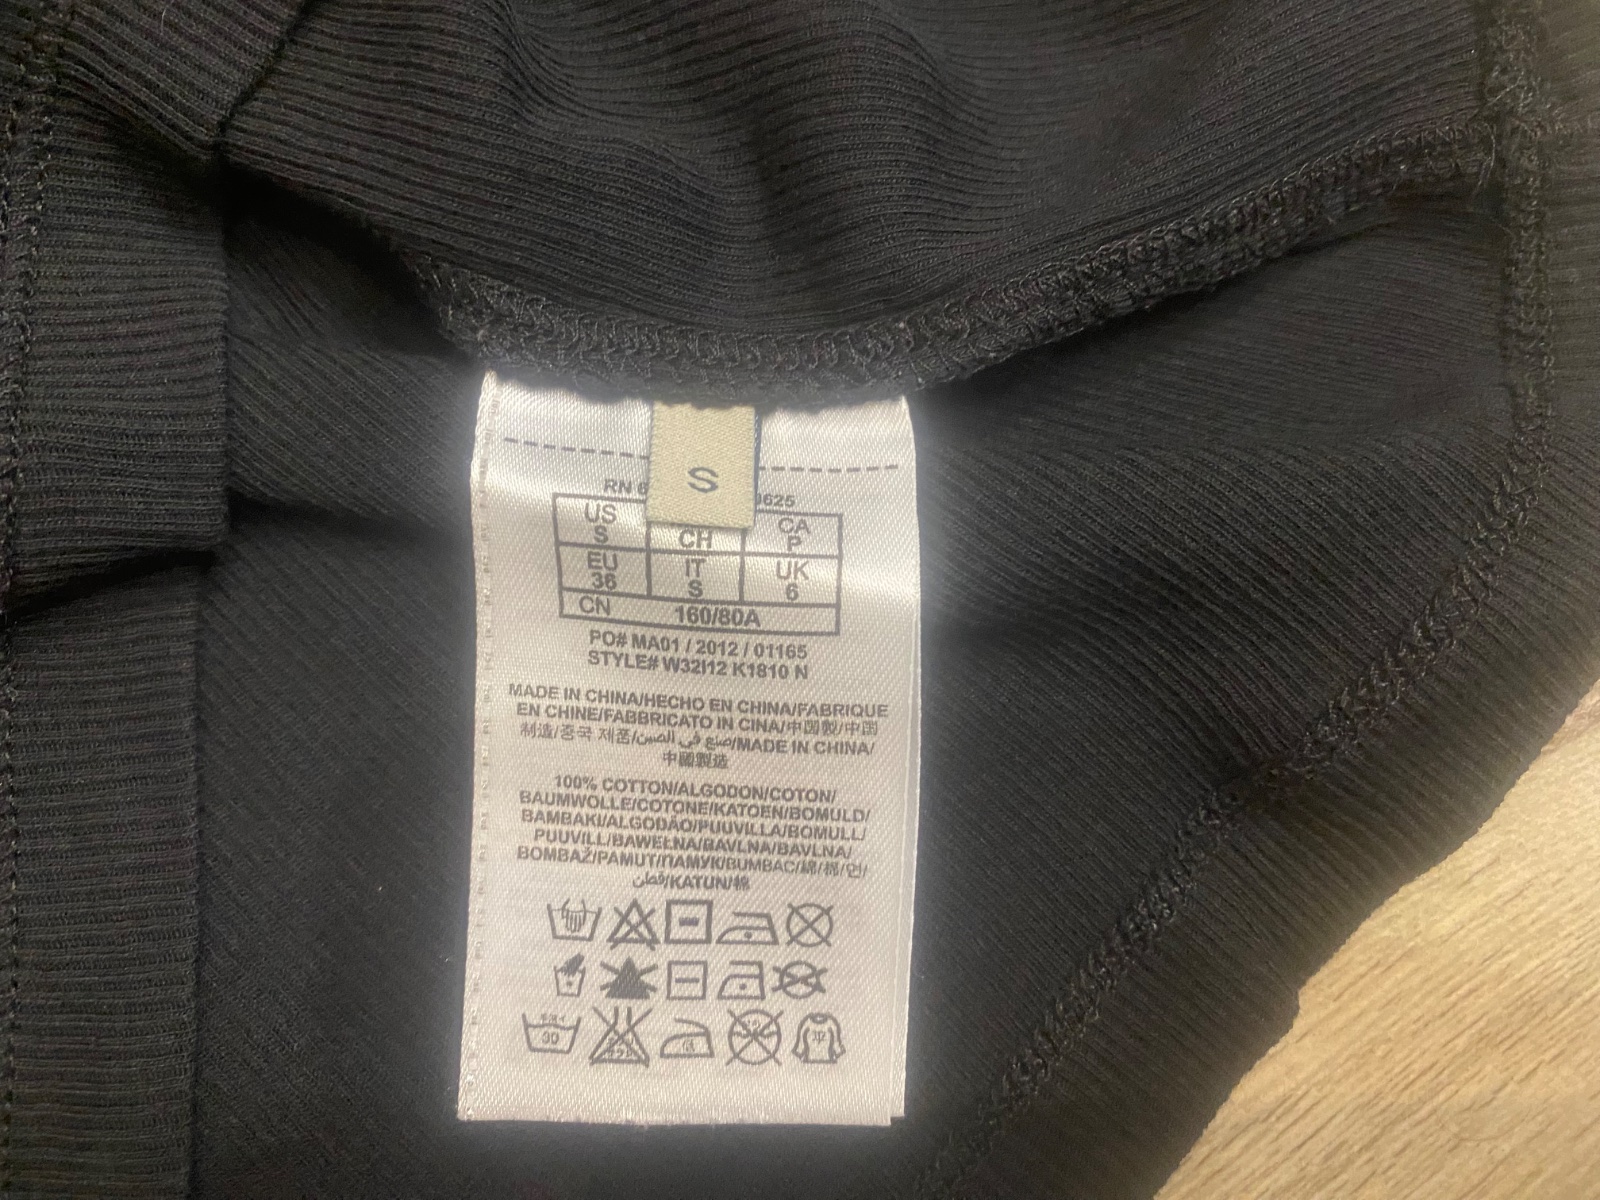 S
RN 6 0625
US CA
S CH P
EU IT UK
36 S 6
CN 160/80A
PO# MA01 / 2012 / 01165
STYLE# W32I12 K1810 N
MADE IN CHINA/HECHO EN CHINA/FABRIQUE
EN CHINE/FABBRICATO IN CINA/中国製/中国
制造/중국 제품/صنع في الصين/MADE IN CHINA/
中國製造
100% COTTON/ALGODON/COTON/
BAUMWOLLE/COTONE/KATOEN/BOMULD/
BAMBAKI/ALGODÃO/PUUVILLA/BOMULL/
PUUVILL/BAWEŁNA/BAVLNA/BAVLNA/
BOMBAŽ/PAMUT/ПАМУК/BUMBAC/綿/棉/면/
قطن/KATUN/棉
30
平